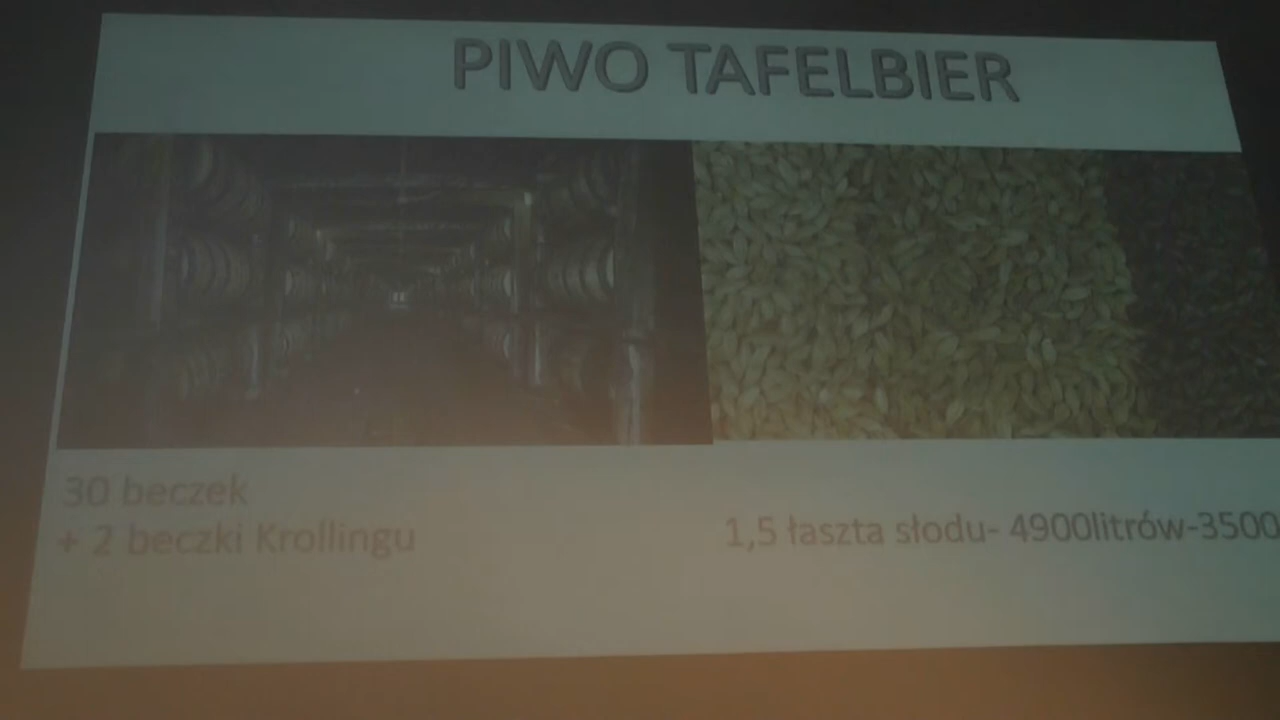 PIWO TAFELBIER
30 beczek
+ 2 beczki Krollingu
1,5 łaszta słodu- 4900litrów-3500